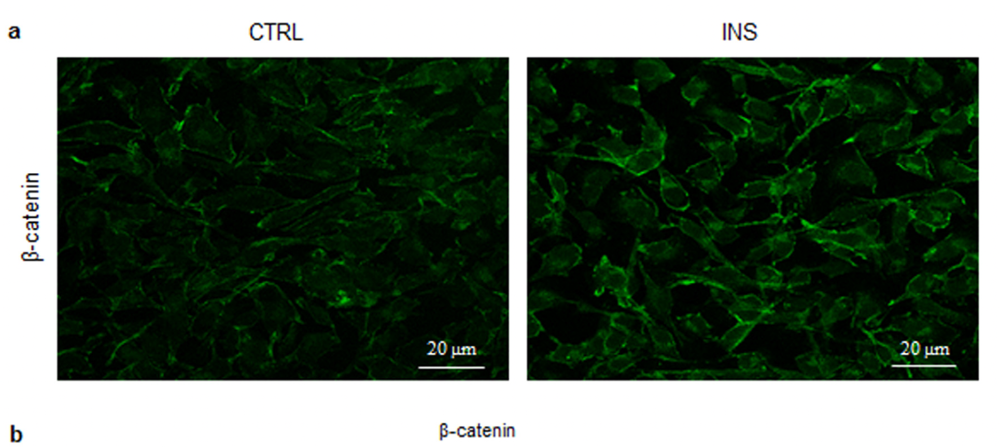 a
CTRL
INS
β-catenin
20 μm
20 μm
b
β-catenin